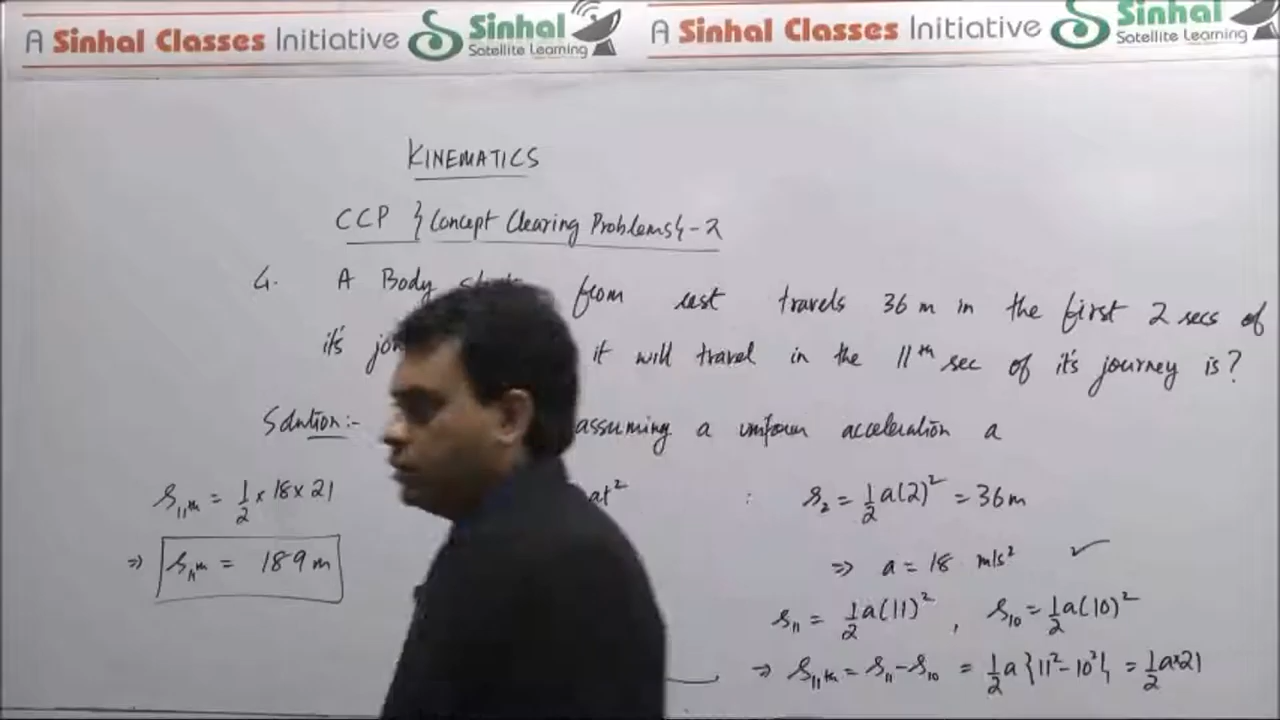 A Sinhal Classes Initiative Sinhal Satellite Learning A Sinhal Classes Initiative Sinhal Satellite Learning
KINEMATICS
CCP } Concept Clearing Problems { - 2
4. A Body from rest travels 36 m in the first 2 secs of
it's it will travel in the 11th sec of it's journey is?
Solution:- assuming a uniform acceleration a
S11th = 1/2 × 18 × 21
⇒ S11th = 189 m
at²
: S2 = 1/2 a(2)² = 36m
⇒ a = 18 m/s² ✓
S11 = 1/2 a(11)² , S10 = 1/2 a(10)²
⇒ S11th = S11 - S10 = 1/2 a {11² - 10²} = 1/2 a×21